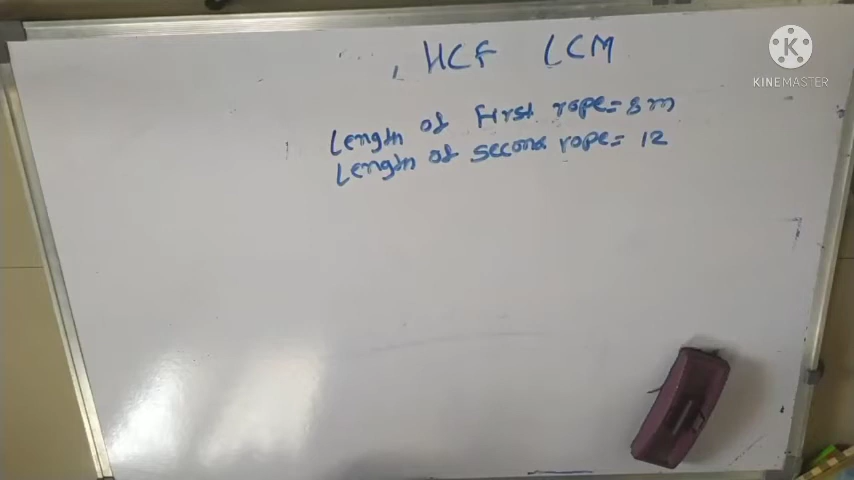 HCF LCM
Length of First rope = 8 m
Length of second rope = 12
K
KINEMASTER